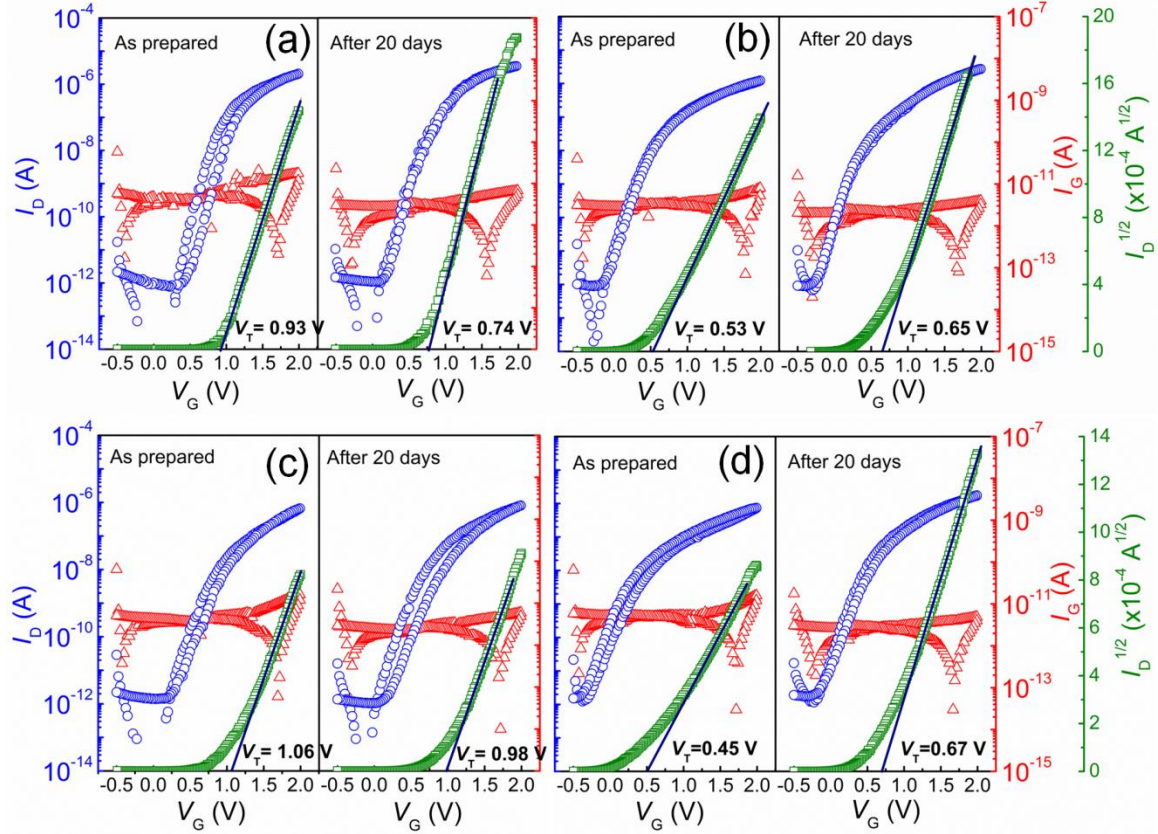 As prepared
(a)
After 20 days
As prepared
(b)
After 20 days
10^-4
10^-6
10^-8
10^-10
10^-12
10^-14
I_D (A)
10^-7
10^-9
10^-11
10^-13
10^-15
I_G (A)
20
16
12
8
4
0
I_D^1/2 (x10^-4 A^1/2)
V_T= 0.93 V
V_T= 0.74 V
V_T= 0.53 V
V_T= 0.65 V
-0.5 0.0 0.5 1.0 1.5 2.0
-0.5 0.0 0.5 1.0 1.5 2.0
-0.5 0.0 0.5 1.0 1.5 2.0
-0.5 0.0 0.5 1.0 1.5 2.0
V_G (V)
V_G (V)
V_G (V)
V_G (V)
As prepared
(c)
After 20 days
As prepared
(d)
After 20 days
10^-4
10^-6
10^-8
10^-10
10^-12
10^-14
I_D (A)
10^-7
10^-9
10^-11
10^-13
10^-15
I_G (A)
14
13
10
9
8
6
4
3
2
0
I_D^1/2 (x10^-4 A^1/2)
V_T= 1.06 V
V_T= 0.98 V
V_T=0.45 V
V_T=0.67 V
-0.5 0.0 0.5 1.0 1.5 2.0
-0.5 0.0 0.5 1.0 1.5 2.0
-0.5 0.0 0.5 1.0 1.5 2.0
-0.5 0.0 0.5 1.0 1.5 2.0
V_G (V)
V_G (V)
V_G (V)
V_G (V)